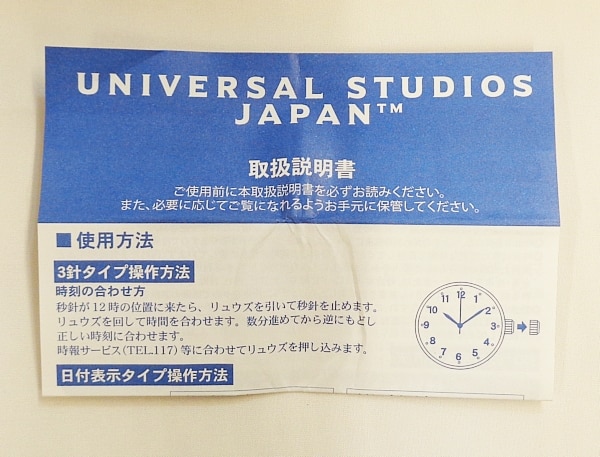 UNIVERSAL STUDIOS
JAPAN™
取扱説明書
ご使用前に本取扱説明書を必ずお読みください。
また、必要に応じてご覧になれるようお手元に保管してください。
■ 使用方法
3針タイプ操作方法
時刻の合わせ方
秒針が12時の位置に来たら、リュウズを引いて秒針を止めます。
リュウズを回して時間を合わせます。数分進めてから逆にもどし
正しい時刻に合わせます。
時報サービス(TEL.117)等に合わせてリュウズを押し込みます。
12
11 1
10 2
9 3
8 4
7 5
6
日付表示タイプ操作方法